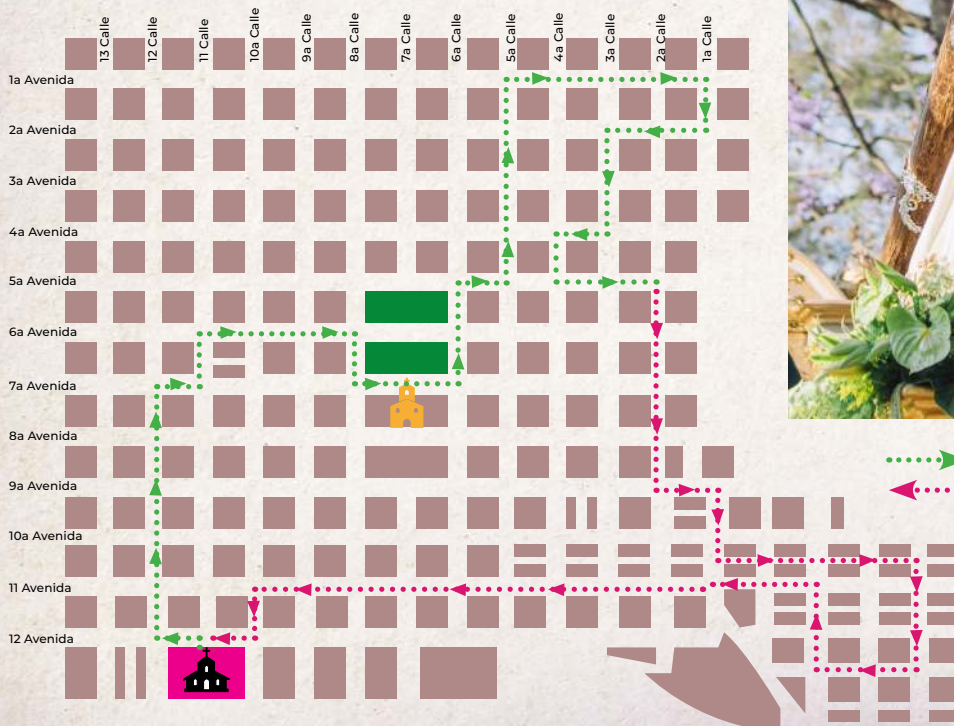 13 Calle
12 Calle
11 Calle
10a Calle
9a Calle
8a Calle
7a Calle
6a Calle
5a Calle
4a Calle
3a Calle
2a Calle
1a Calle
1a Avenida
2a Avenida
3a Avenida
4a Avenida
5a Avenida
6a Avenida
7a Avenida
8a Avenida
9a Avenida
10a Avenida
11 Avenida
12 Avenida